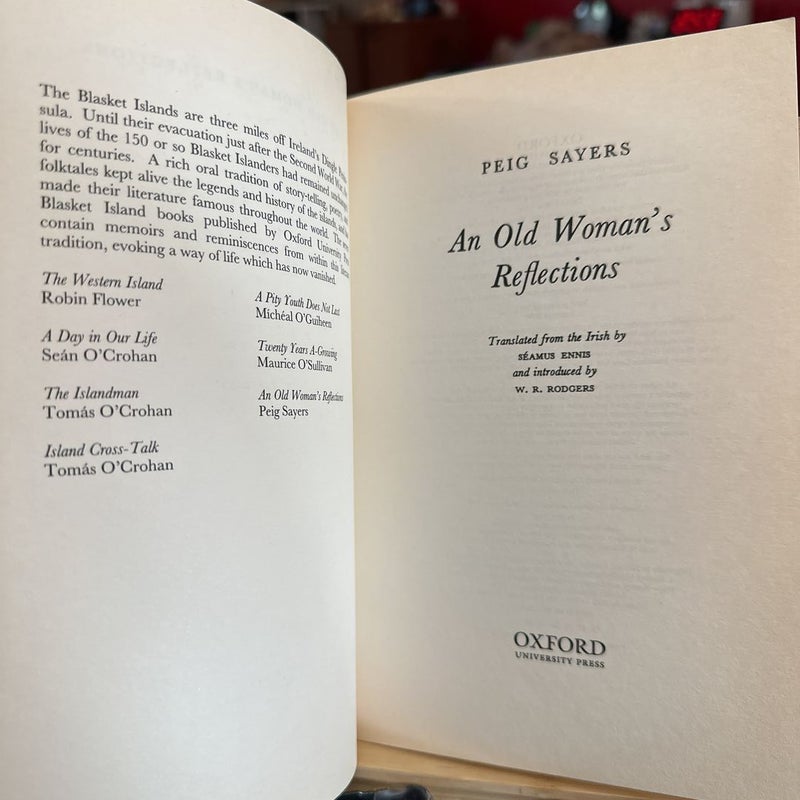 The Blasket Islands are three miles off Ireland's Dingle
sula. Until their evacuation just after the Second World War
lives of the 150 or so Blasket Islanders had remained
for centuries. A rich oral tradition of story-telling, poetry,
folktales kept alive the legends and history of the islands,
made their literature famous throughout the world. The
Blasket Island books published by Oxford University
contain memoirs and reminiscences from within this
tradition, evoking a way of life which has now vanished.
The Western Island
Robin Flower
A Day in Our Life
Seán O'Crohan
The Islandman
Tomás O'Crohan
Island Cross-Talk
Tomás O'Crohan
A Pity Youth Does Not Last
Micheál O'Guiheen
Twenty Years A-Growing
Maurice O'Sullivan
An Old Woman's Reflections
Peig Sayers
PEIG SAYERS
An Old Woman's
Reflections
Translated from the Irish by
SÉAMUS ENNIS
and introduced by
W. R. RODGERS
OXFORD
UNIVERSITY PRESS